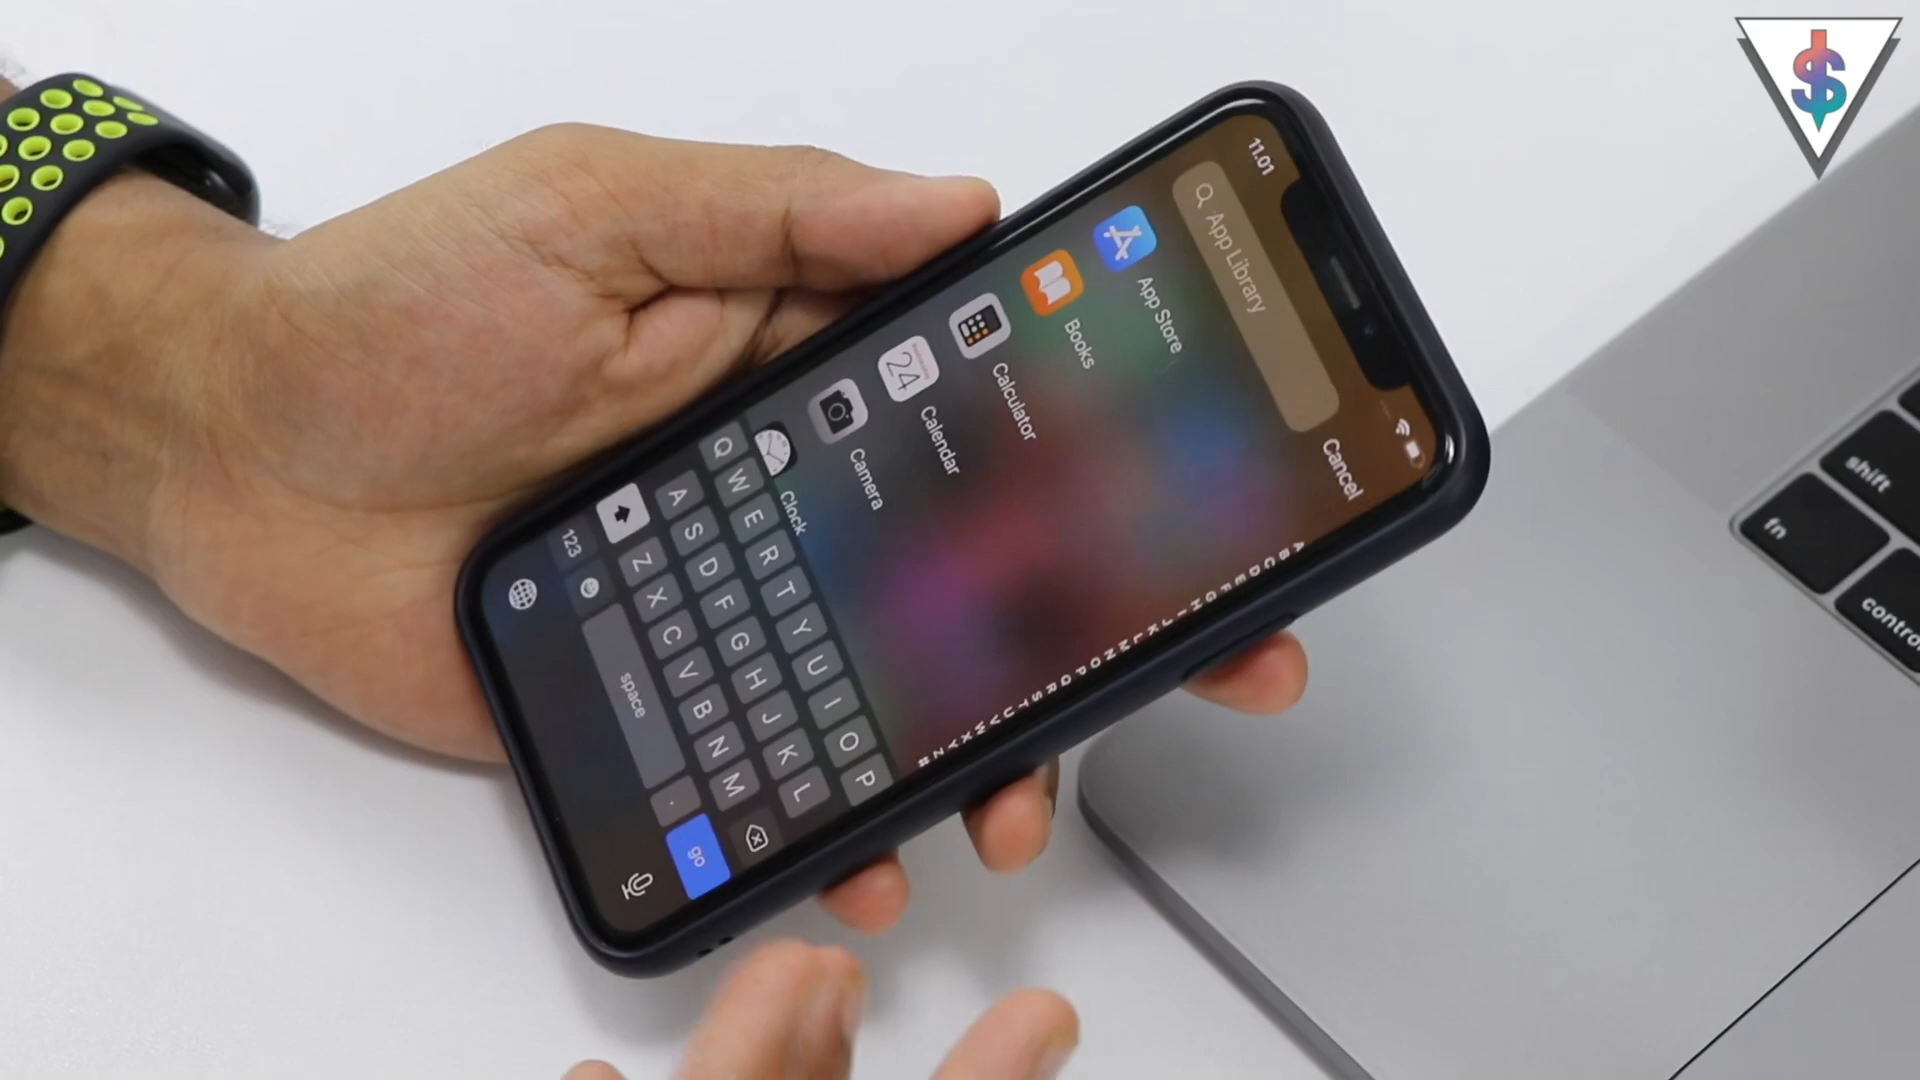 11.01
App Library
Cancel
App Store
Books
Calculator
24
Calendar
Camera
Clock
A
B
C
D
E
F
G
H
I
J
K
L
M
N
O
P
Q
R
S
T
U
V
W
X
Y
Z
#
Q W E R T Y U I O P
A S D F G H J K L
Z X C V B N M
123 space . go
shift
fn
contro
$